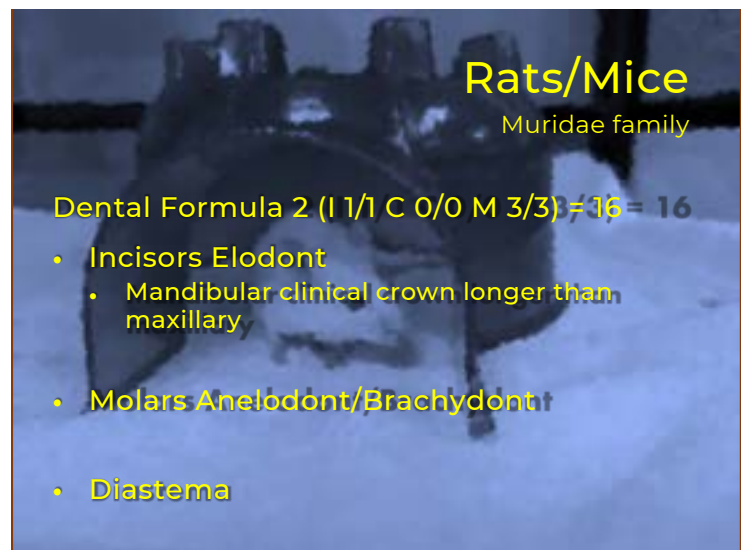 Rats/Mice
Muridae family
Dental Formula 2 (I 1/1 C 0/0 M 3/3) = 16
• Incisors Elodont
• Mandibular clinical crown longer than
maxillary
• Molars Anelodont/Brachydont
• Diastema